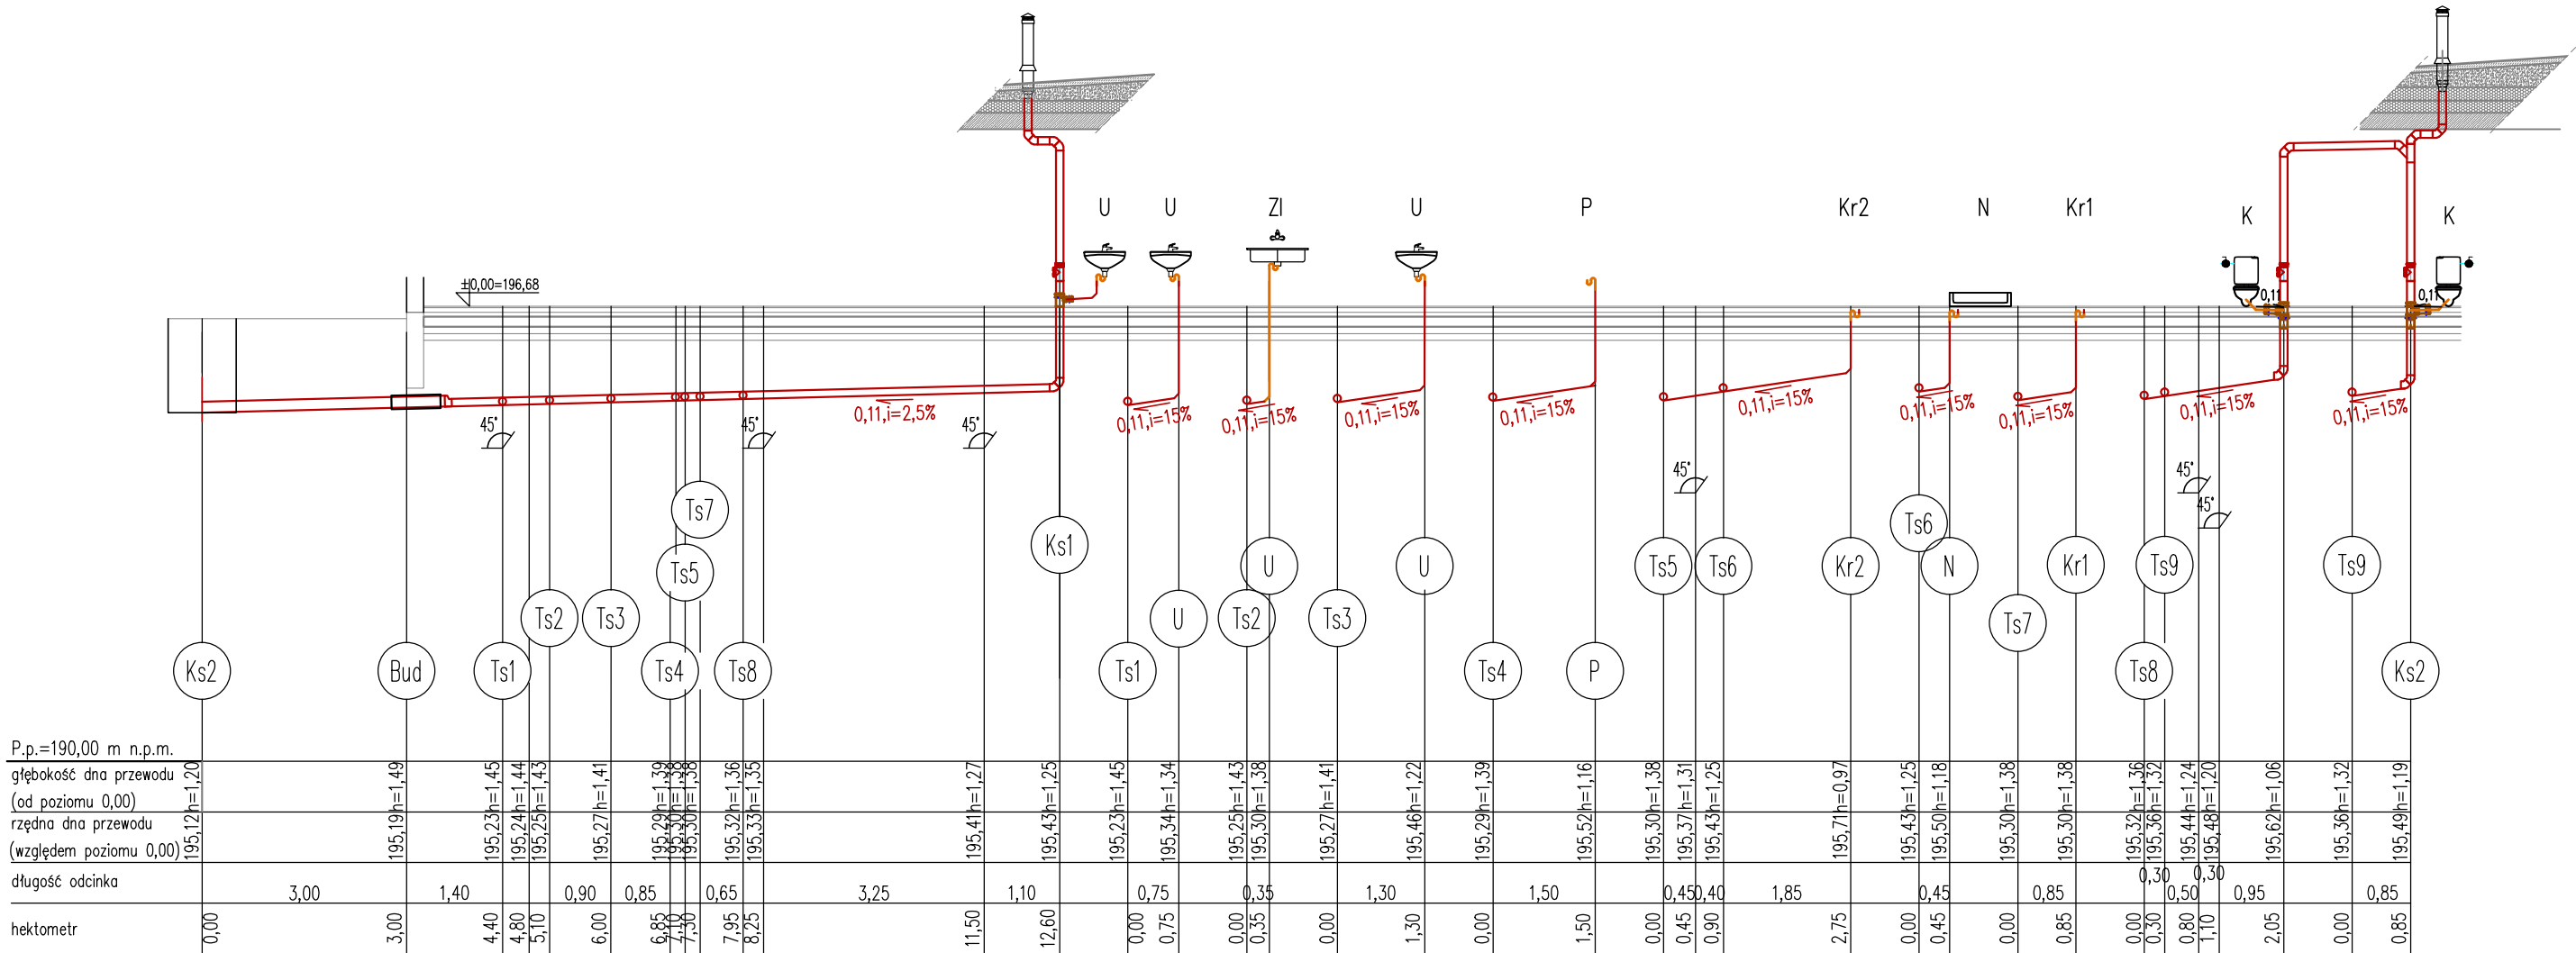 U U Zl U P Kr2 N Kr1 K K
±0,00=196,68
0,11 0,11
0,11,i=2,5% 0,11,i=15% 0,11,i=15% 0,11,i=15% 0,11,i=15% 0,11,i=15% 0,11,i=15% 0,11,i=15% 0,11,i=15% 0,11,i=15%
45° 45° 45°
45° 45°
45°
Ts7
Ts6
Ks1
Ts5 U U Ts5 Ts6 Kr2 N Kr1 Ts9 Ts9
Ts2 Ts3 U Ts2 Ts3 Ts7
Ks2 Bud Ts1 Ts4 Ts8 Ts1 Ts4 P Ts8 Ks2
P.p.=190,00 m n.p.m.
głębokość dna przewodu
(od poziomu 0,00)
h=1,20 h=1,49 h=1,45 h=1,44 h=1,43 h=1,41 h=1,39 h=1,38 h=1,38 h=1,36 h=1,35 h=1,27 h=1,25 h=1,45 h=1,34 h=1,43 h=1,38 h=1,41 h=1,22 h=1,39 h=1,16 h=1,38 h=1,31 h=1,25 h=0,97 h=1,25 h=1,18 h=1,38 h=1,38 h=1,36 h=1,32 h=1,24 h=1,20 h=1,06 h=1,32 h=1,19
rzędna dna przewodu
(względem poziomu 0,00)
195,12 195,19 195,23 195,24 195,25 195,27 195,29 195,30 195,30 195,32 195,33 195,41 195,43 195,23 195,34 195,25 195,30 195,27 195,46 195,29 195,52 195,30 195,37 195,43 195,71 195,43 195,50 195,30 195,30 195,32 195,36 195,44 195,48 195,62 195,36 195,49
długość odcinka
3,00 1,40 0,90 0,85 0,65 3,25 1,10 0,75 0,35 1,30 1,50 0,45 0,40 1,85 0,45 0,85 0,30 0,50 0,30 0,95 0,85
hektometr
0,00 3,00 4,40 4,80 5,10 6,00 6,85 7,10 7,30 7,95 8,25 11,50 12,60 0,00 0,75 0,00 0,35 0,00 1,30 0,00 1,50 0,00 0,45 0,90 2,75 0,00 0,45 0,00 0,85 0,00 0,30 0,80 1,10 2,05 0,00 0,85